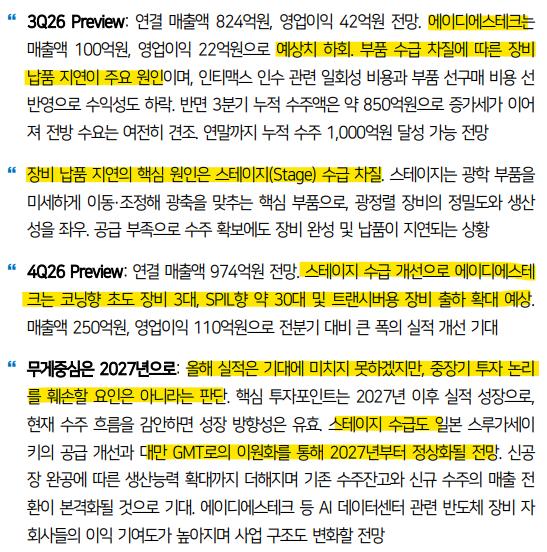 “ 3Q26 Preview: 연결 매출액 824억원, 영업이익 42억원 전망. 에이디에스테크는
매출액 100억원, 영업이익 22억원으로 예상치 하회. 부품 수급 차질에 따른 장비
납품 지연이 주요 원인이며, 인티맥스 인수 관련 일회성 비용과 부품 선구매 비용 선
반영으로 수익성도 하락. 반면 3분기 누적 수주액은 약 850억원으로 증가세가 이어
져 전방 수요는 여전히 견조. 연말까지 누적 수주 1,000억원 달성 가능 전망
“ 장비 납품 지연의 핵심 원인은 스테이지(Stage) 수급 차질. 스테이지는 광학 부품을
미세하게 이동·조정해 광축을 맞추는 핵심 부품으로, 광정렬 장비의 정밀도와 생산
성을 좌우. 공급 부족으로 수주 확보에도 장비 완성 및 납품이 지연되는 상황
“ 4Q26 Preview: 연결 매출액 974억원 전망. 스테이지 수급 개선으로 에이디에스테
크는 코닝향 초도 장비 3대, SPIL향 약 30대 및 트랜시버용 장비 출하 확대 예상.
매출액 250억원, 영업이익 110억원으로 전분기 대비 큰 폭의 실적 개선 기대
“ 무게중심은 2027년으로: 올해 실적은 기대에 미치지 못하겠지만, 중장기 투자 논리
를 훼손할 요인은 아니라는 판단. 핵심 투자포인트는 2027년 이후 실적 성장으로,
현재 수주 흐름을 감안하면 성장 방향성은 유효. 스테이지 수급도 일본 스루가세이
키의 공급 개선과 대만 GMT로의 이원화를 통해 2027년부터 정상화될 전망. 신공
장 완공에 따른 생산능력 확대까지 더해지며 기존 수주잔고와 신규 수주의 매출 전
환이 본격화될 것으로 기대. 에이디에스테크 등 AI 데이터센터 관련 반도체 장비 자
회사들의 이익 기여도가 높아지며 사업 구조도 변화할 전망